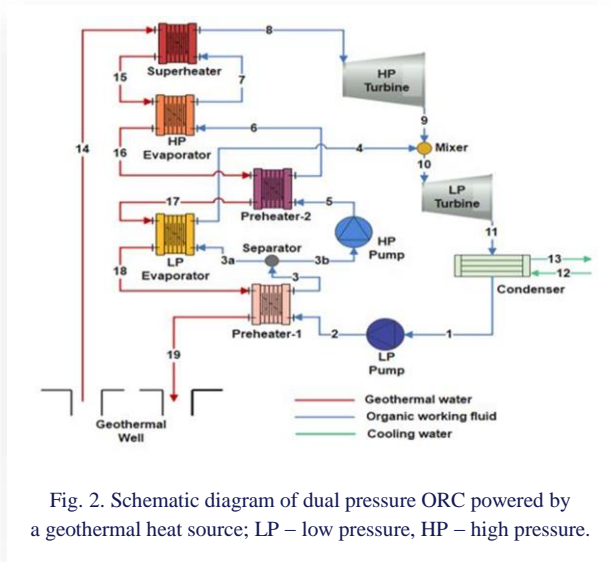 8
Superheater
15
7
HP
Turbine
HP
Evaporator
9
14
16
6
4
Mixer
10
17
Preheater-2
5
LP
Turbine
11
LP
Evaporator
Separator
3a
3b
HP
Pump
13
12
Condenser
18
3
Preheater-1
2
LP
Pump
1
19
Geothermal
Well
Geothermal water
Organic working fluid
Cooling water
Fig. 2. Schematic diagram of dual pressure ORC powered by
a geothermal heat source; LP – low pressure, HP – high pressure.